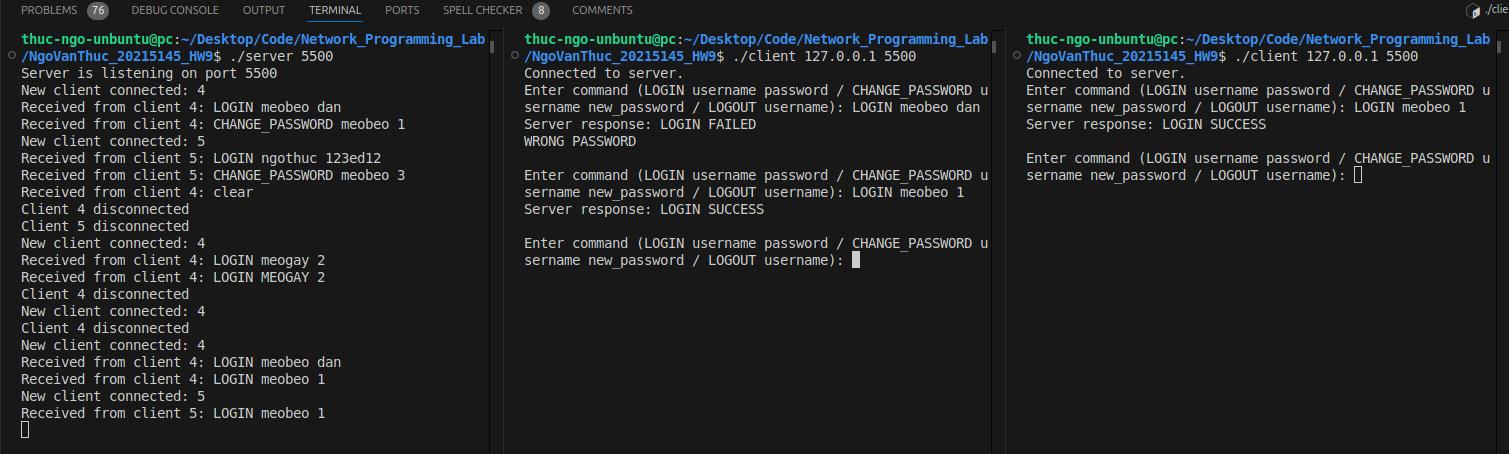 PROBLEMS 76 DEBUG CONSOLE OUTPUT TERMINAL PORTS SPELL CHECKER 8 COMMENTS ./clie
thuc-ngo-unbuntu@pc:~/Desktop/Code/Network_Programming_Lab
/NgoVanThuc_20215145_HW9$ ./server 5500
Server is listening on port 5500
New client connected: 4
Received from client 4: LOGIN meobeo dan
Received from client 4: CHANGE_PASSWORD meobeo 1
New client connected: 5
Received from client 5: LOGIN ngothuc 123ed12
Received from client 5: CHANGE_PASSWORD meobeo 3
Received from client 4: clear
Client 4 disconnected
Client 5 disconnected
New client connected: 4
Received from client 4: LOGIN meogay 2
Received from client 4: LOGIN MEOGAY 2
Client 4 disconnected
New client connected: 4
Client 4 disconnected
New client connected: 4
Received from client 4: LOGIN meobeo dan
Received from client 4: LOGIN meobeo 1
New client connected: 5
Received from client 5: LOGIN meobeo 1
thuc-ngo-unbuntu@pc:~/Desktop/Code/Network_Programming_Lab
/NgoVanThuc_20215145_HW9$ ./client 127.0.0.1 5500
Connected to server.
Enter command (LOGIN username password / CHANGE_PASSWORD u
sername new_password / LOGOUT username): LOGIN meobeo dan
Server response: LOGIN FAILED
WRONG PASSWORD
Enter command (LOGIN username password / CHANGE_PASSWORD u
sername new_password / LOGOUT username): LOGIN meobeo 1
Server response: LOGIN SUCCESS
Enter command (LOGIN username password / CHANGE_PASSWORD u
sername new_password / LOGOUT username):
thuc-ngo-unbuntu@pc:~/Desktop/Code/Network_Programming_Lab
/NgoVanThuc_20215145_HW9$ ./client 127.0.0.1 5500
Connected to server.
Enter command (LOGIN username password / CHANGE_PASSWORD u
sername new_password / LOGOUT username): LOGIN meobeo 1
Server response: LOGIN SUCCESS
Enter command (LOGIN username password / CHANGE_PASSWORD u
sername new_password / LOGOUT username):